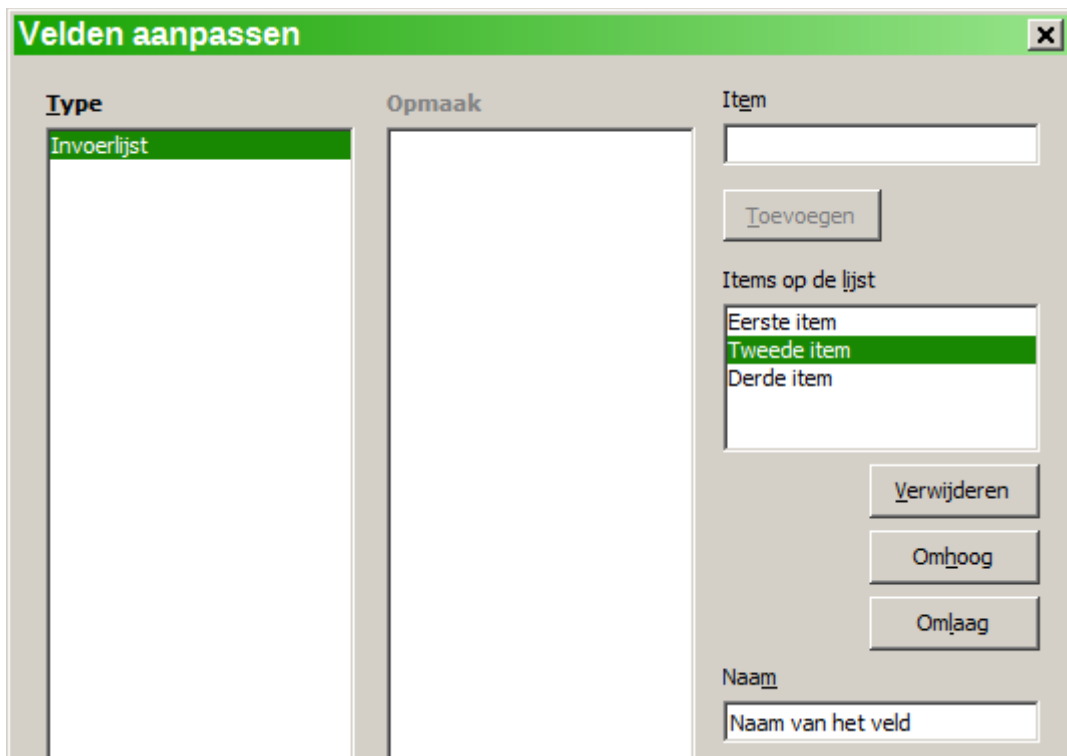 Velden aanpassen
Type
Invoerlijst
Opmaak
Item
Toevoegen
Items op de lijst
Eerste item
Tweede item
Derde item
Verwijderen
Omhoog
Omlaag
Naam
Naam van het veld